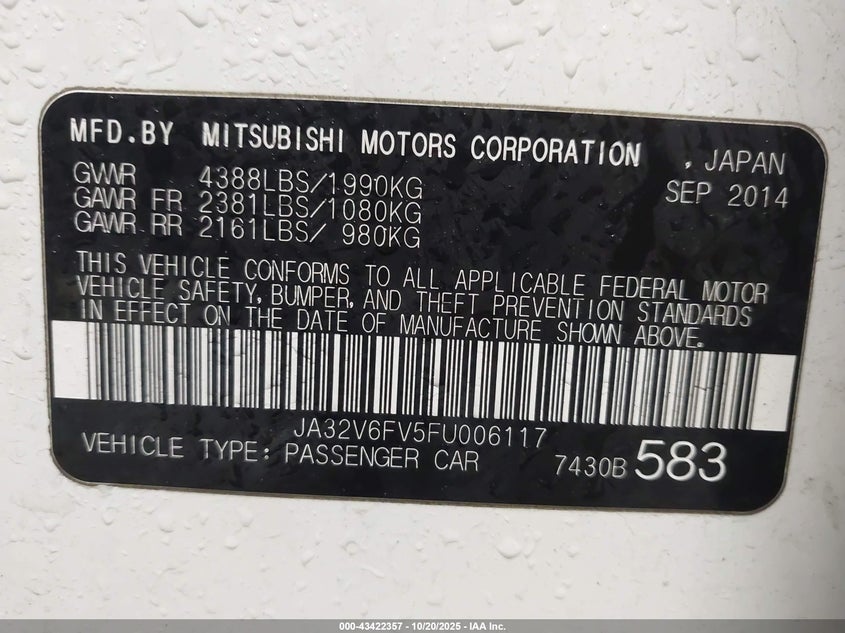 MFD.BY MITSUBISHI MOTORS CORPORATION , JAPAN
GVWR 4388LBS/1990KG SEP 2014
GAWR FR 2381LBS/1080KG
GAWR RR 2161LBS/ 980KG
THIS VEHICLE CONFORMS TO ALL APPLICABLE FEDERAL MOTOR
VEHICLE SAFETY, BUMPER, AND THEFT PREVENTION STANDARDS
IN EFFECT ON THE DATE OF MANUFACTURE SHOWN ABOVE.
JA32V6FV5FU006117
VEHICLE TYPE: PASSENGER CAR 7430B 583
000-43422357 - 10/20/2025 - IAA Inc.